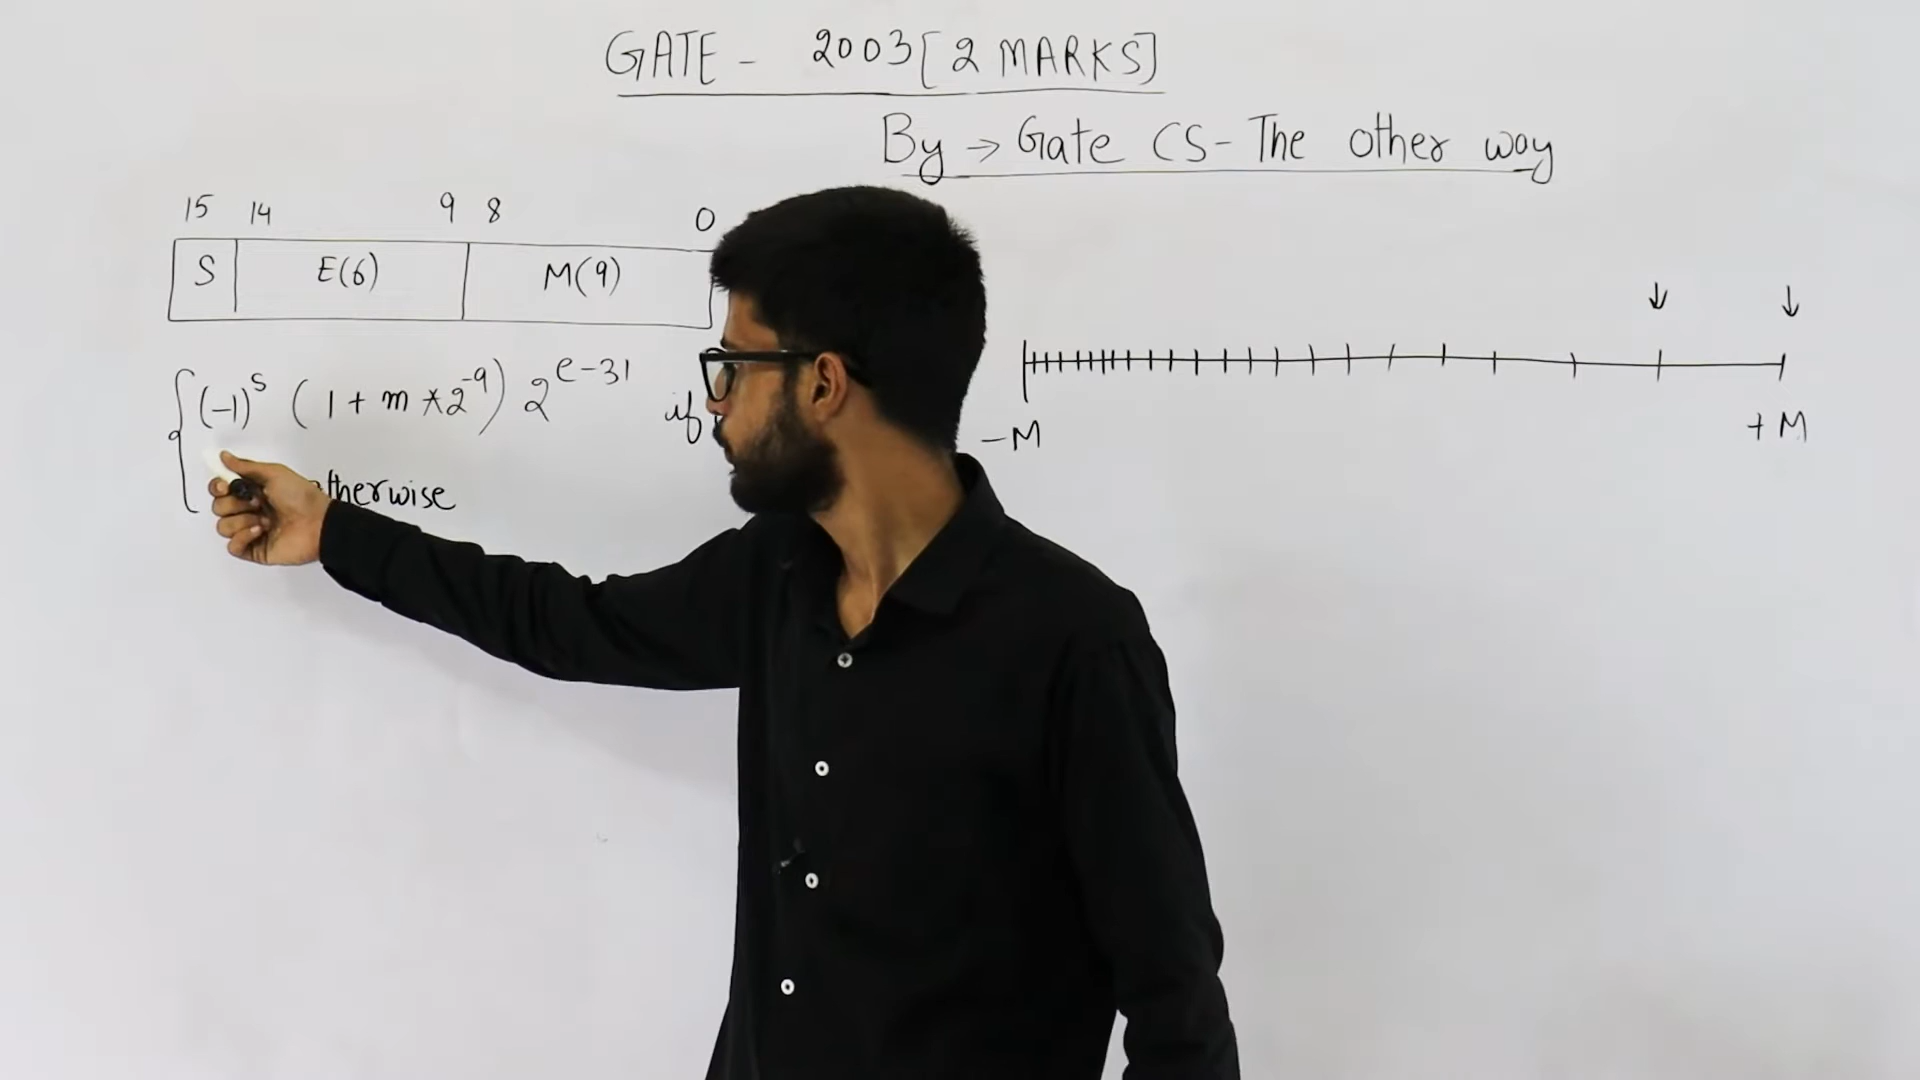 GATE - 2003 [2 MARKS]
By → Gate CS - The other way
15 14 9 8 0
S E(6) M(9)
(-1)^s (1 + m * 2^-9) 2^e-31 if
otherwise
-M +M